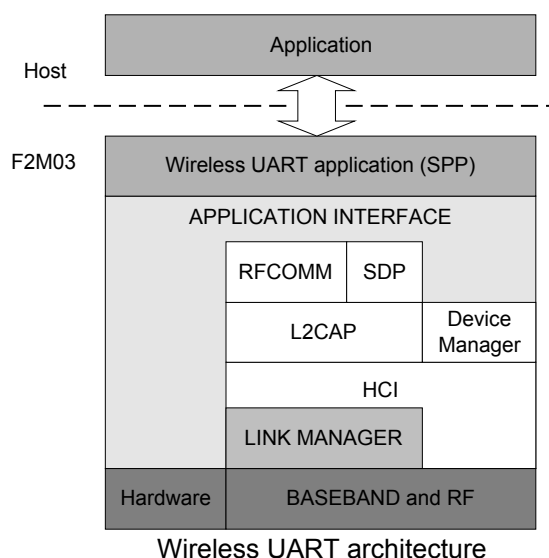 Application
Host
F2M03
Wireless UART application (SPP)
APPLICATION INTERFACE
RFCOMM
SDP
L2CAP
Device
Manager
HCI
LINK MANAGER
Hardware
BASEBAND and RF
Wireless UART architecture